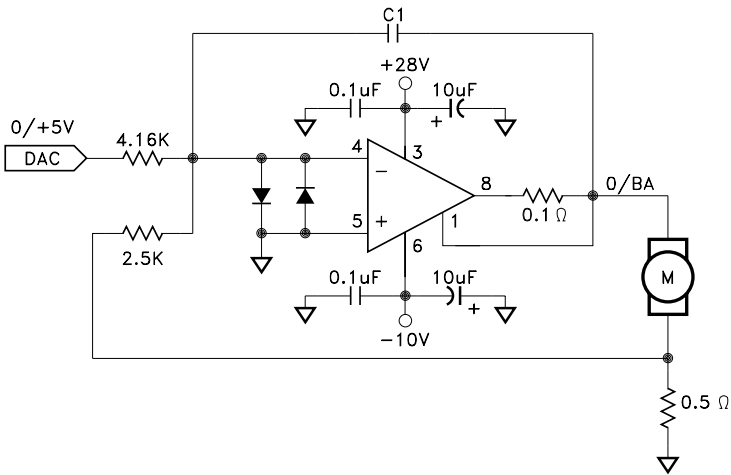 C1
+28V
0.1uF
10uF
+
0/+5V
DAC
4.16K
4
3
−
8
0/BA
5
+
1
0.1 Ω
6
2.5K
M
0.1uF
10uF
+
−10V
0.5 Ω